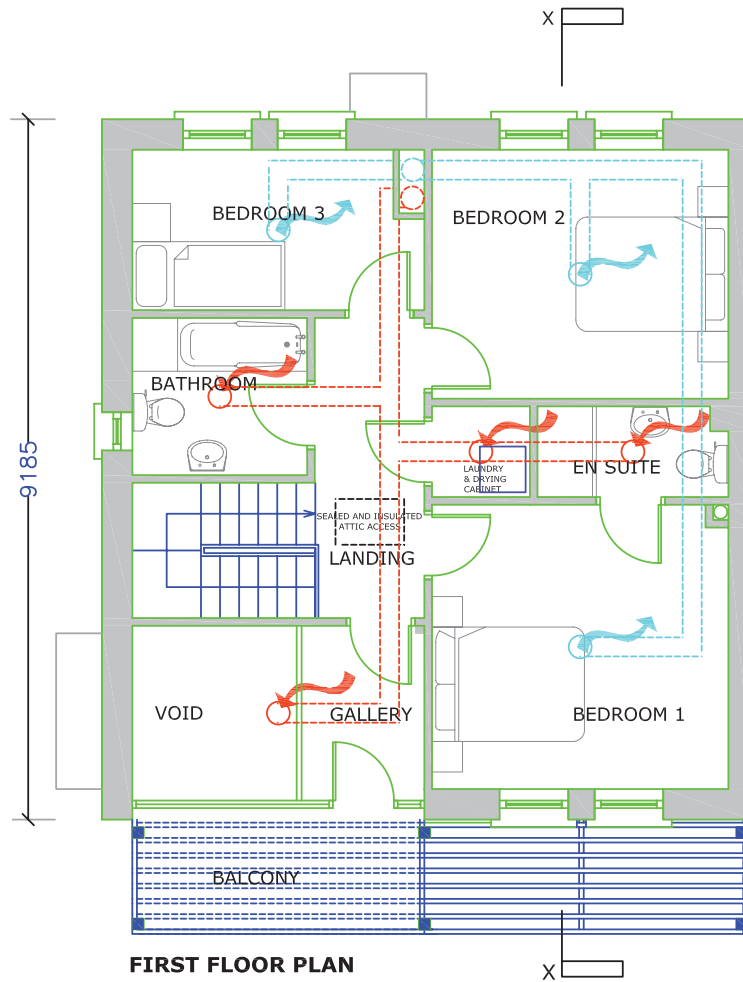 X
BEDROOM 3
BEDROOM 2
BATHROOM
9185
LAUNDRY
& DRYING
CABINET
EN SUITE
SEALED AND INSULATED
ATTIC ACCESS
LANDING
VOID
GALLERY
BEDROOM 1
BALCONY
FIRST FLOOR PLAN
X